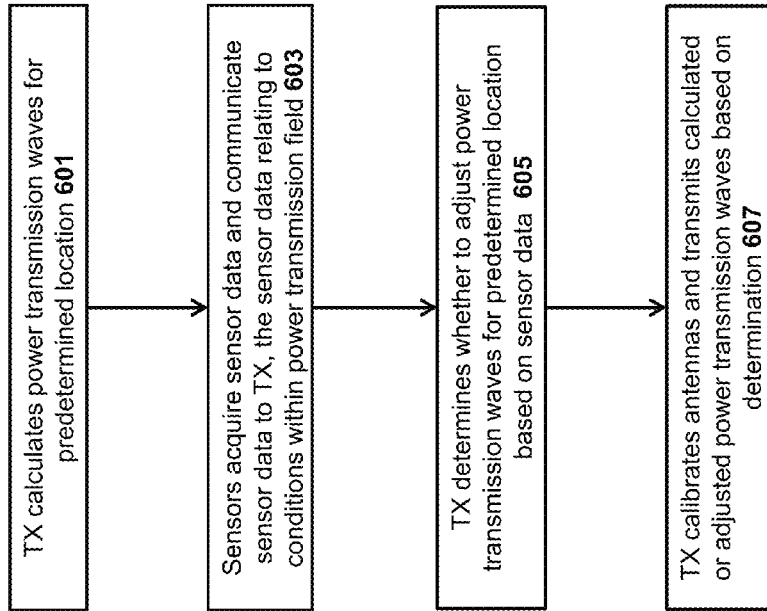 TX calculates power transmission waves for
predetermined location 601
Sensors acquire sensor data and communicate
sensor data to TX, the sensor data relating to
conditions within power transmission field 603
TX determines whether to adjust power
transmission waves for predetermined location
based on sensor data 605
TX calibrates antennas and transmits calculated
or adjusted power transmission waves based on
determination 607